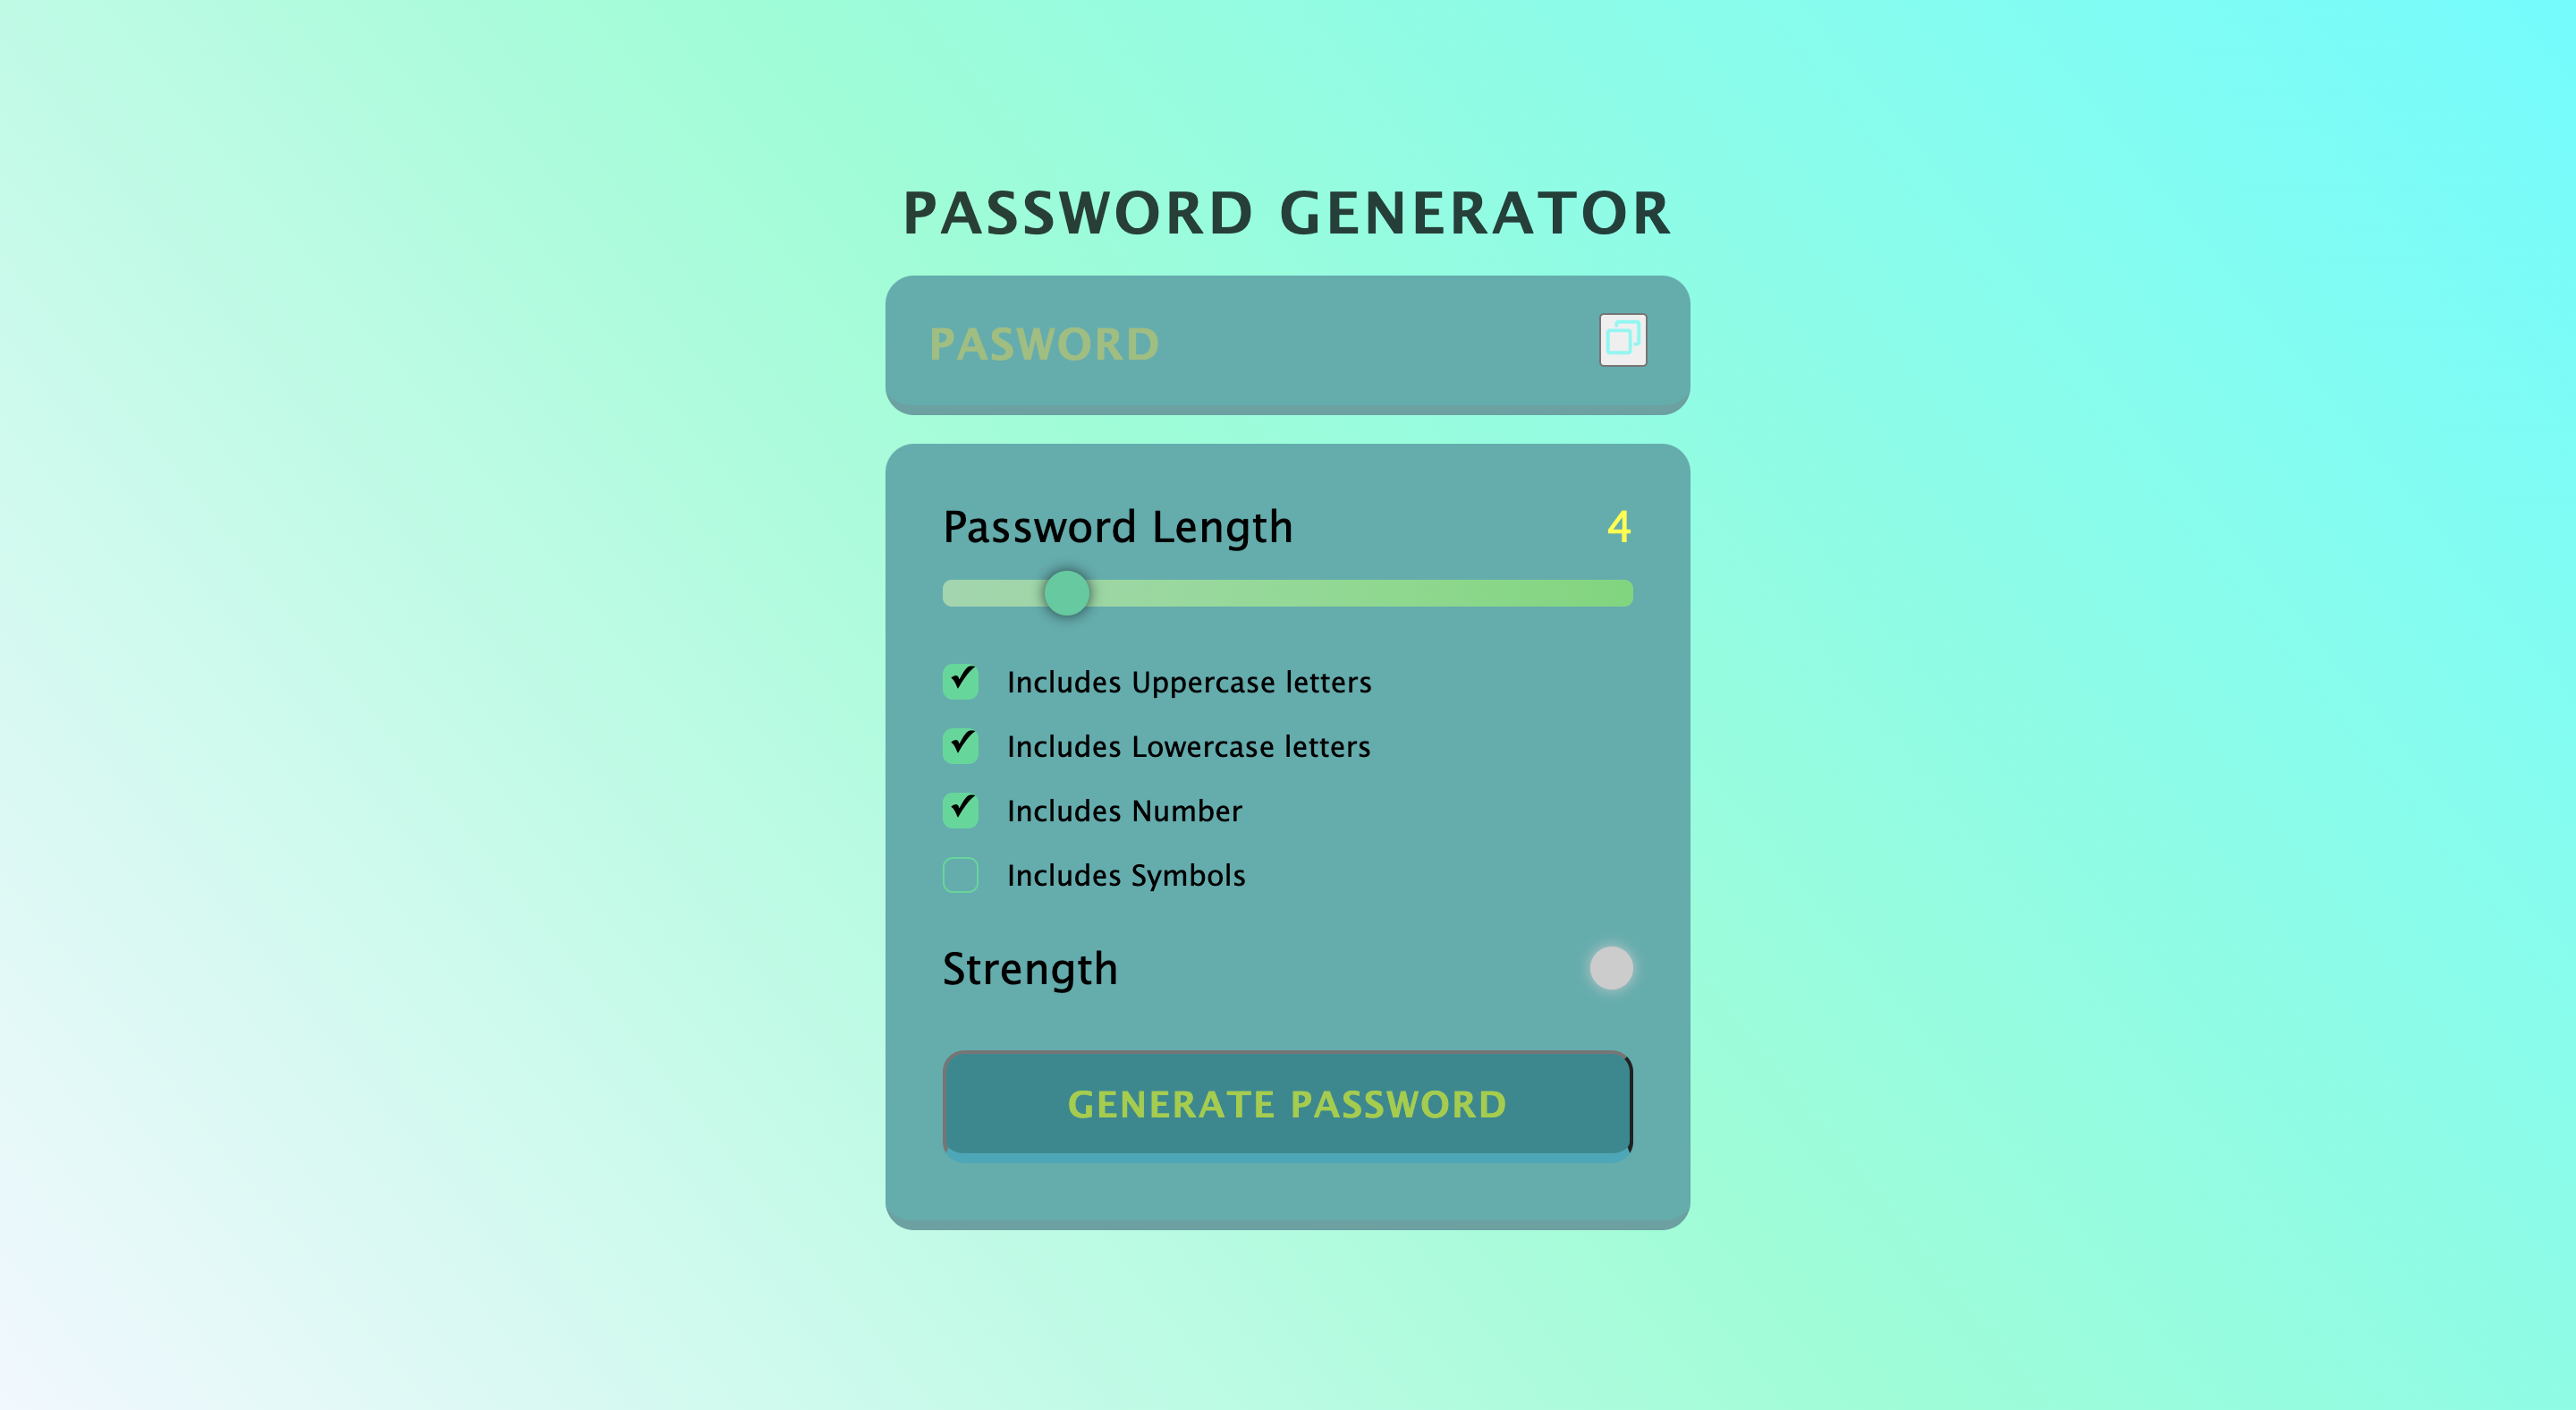 PASSWORD GENERATOR
PASWORD
Password Length 4
Includes Uppercase letters
Includes Lowercase letters
Includes Number
Includes Symbols
Strength
GENERATE PASSWORD